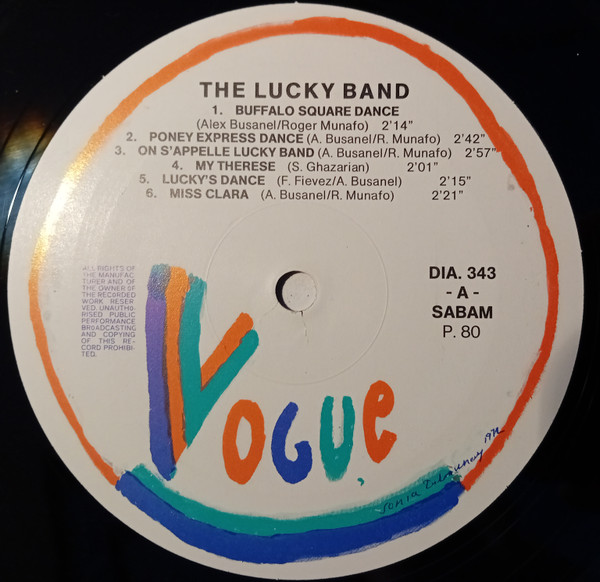 THE LUCKY BAND
1. BUFFALO SQUARE DANCE
(Alex Busanel/Roger Munafo) 2'14"
2. PONEY EXPRESS DANCE (A. Busanel/R. Munafo) 2'42"
3. ON S'APPELLE LUCKY BAND (A. Busanel/R. Munafo) 2'57"
4. MY THERESE (S. Ghazarian) 2'01"
5. LUCKY'S DANCE (F. Fievez/A. Busanel) 2'15"
6. MISS CLARA (A. Busanel/R. Munafo) 2'21"
ALL RIGHTS OF
THE MANUFAC-
TURER AND OF
THE OWNER OF
THE RECORDED
WORK RESER-
VED. UNAUTHO-
RISED PUBLIC
PERFORMANCE
BROADCASTING
AND COPYING
OF THIS RE-
CORD PROHIBI-
TED.
DIA. 343
- A -
SABAM
P. 80
VOGUe
sonia Delaunay 1972